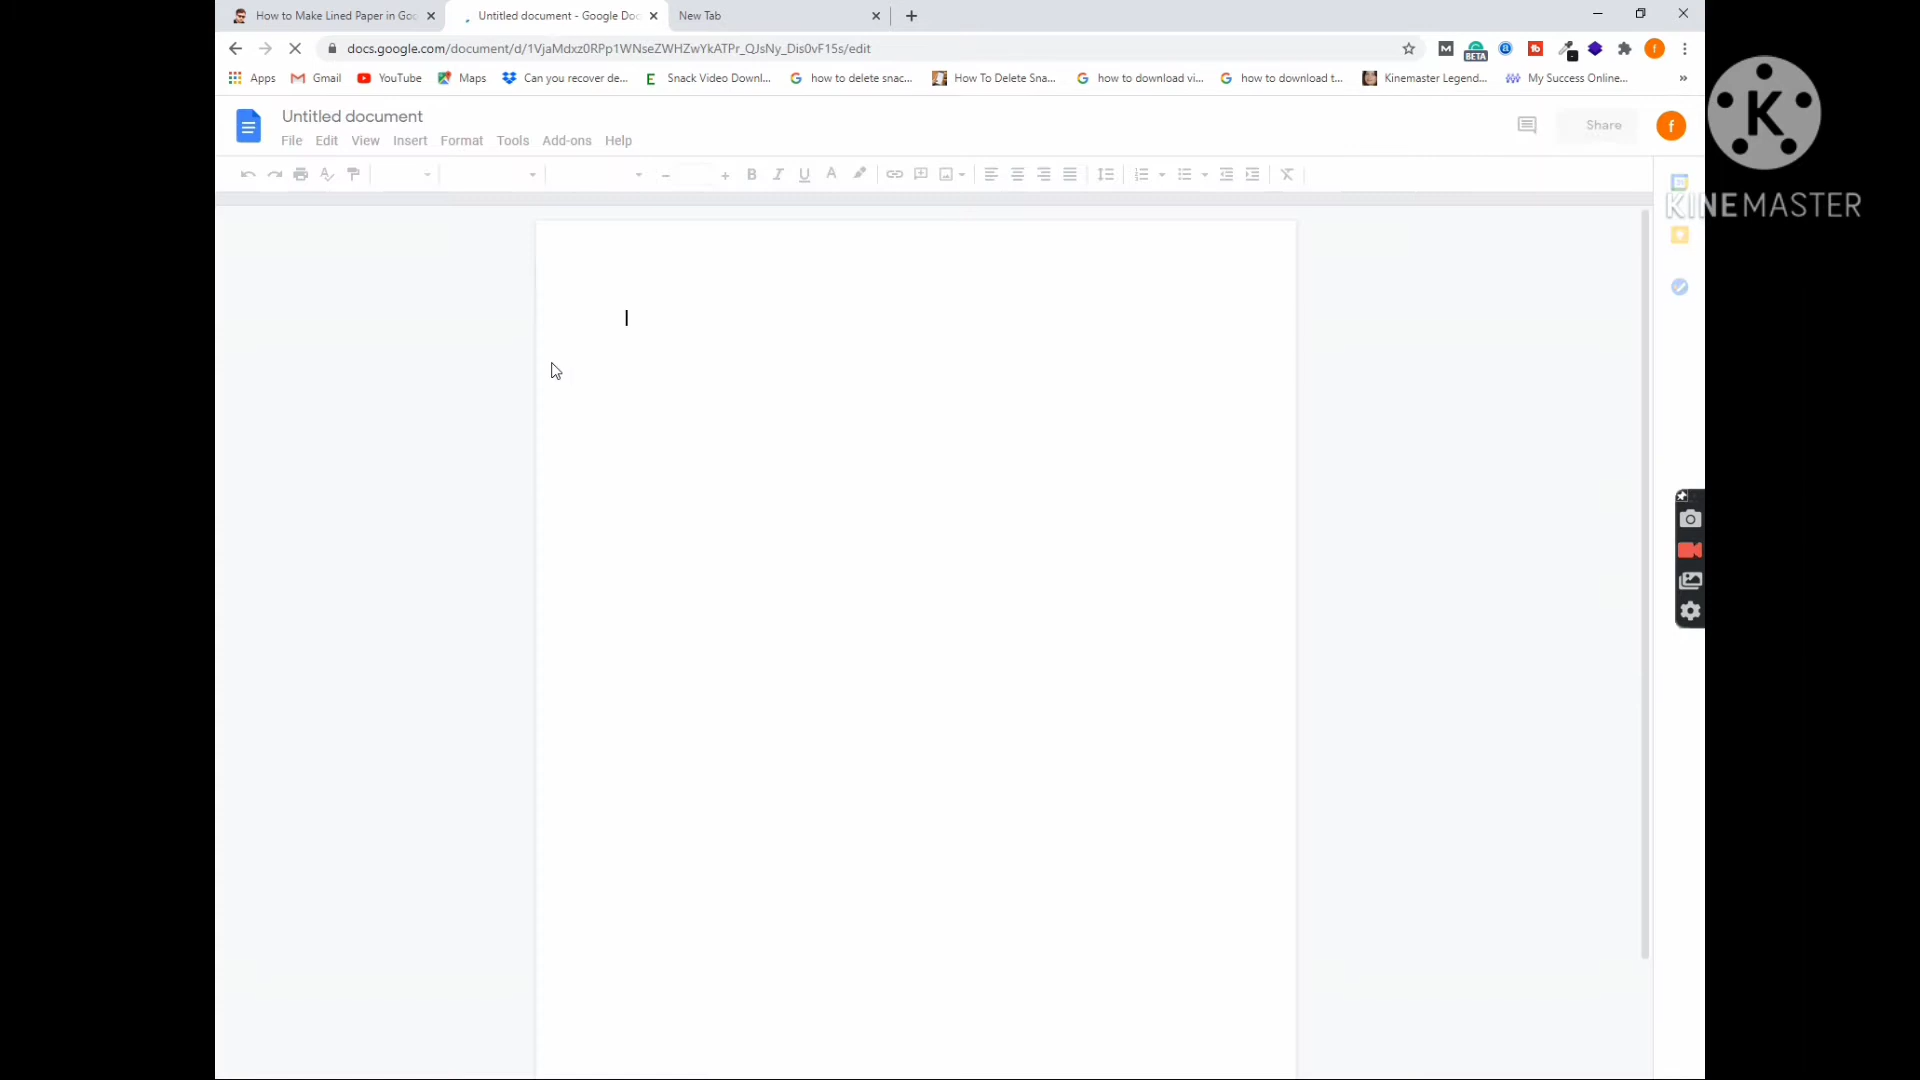 How to Make Lined Paper in Goo
Untitled document - Google Doc
New Tab
docs.google.com/document/d/1VjaMdxz0RPp1WNseZWHZwYkATPr_QJsNy_Dis0vF15s/edit
BETA
Apps
Gmail
YouTube
Maps
Can you recover de...
Snack Video Downl...
how to delete snac...
How To Delete Sna...
how to download vi...
how to download t...
Kinemaster Legend...
My Success Online...
Untitled document
File Edit View Insert Format Tools Add-ons Help
Share
f
K
KINEMASTER